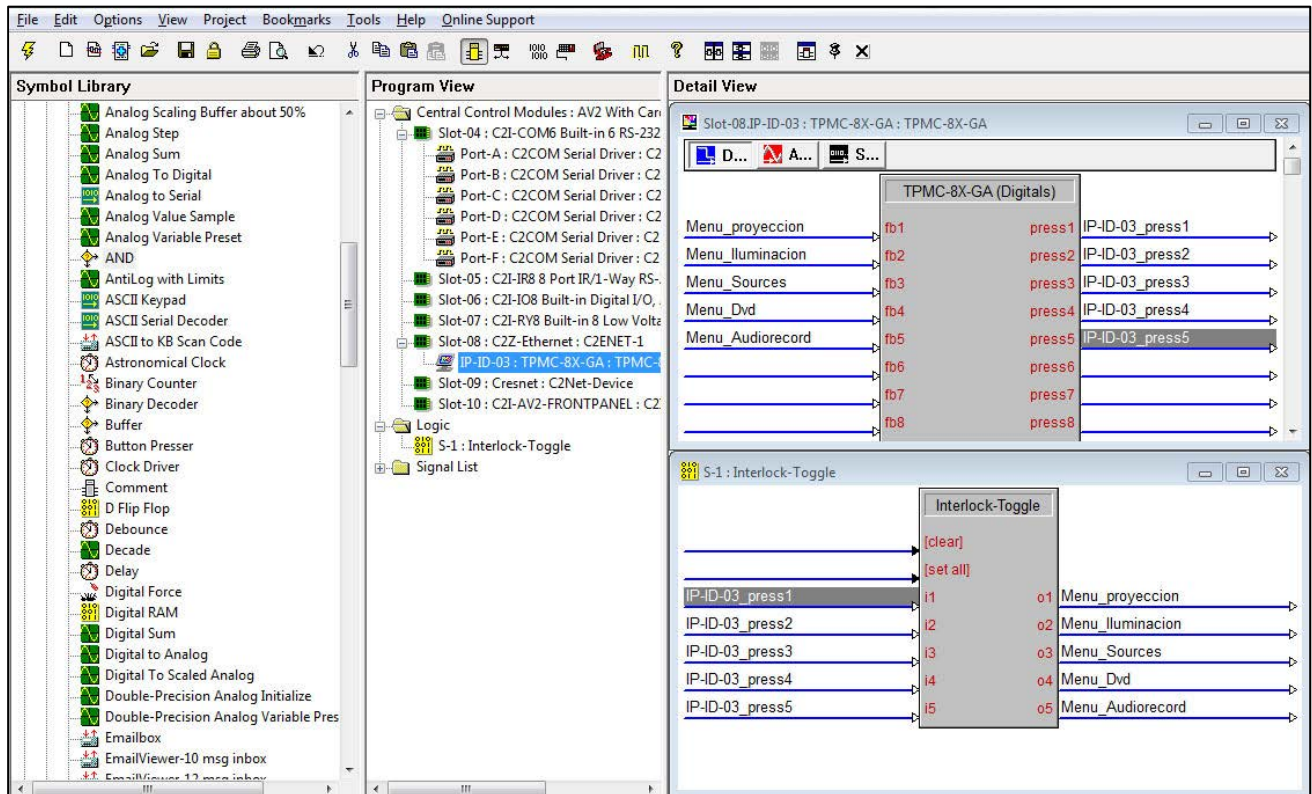 File Edit Options View Project Bookmarks Tools Help Online Support
Symbol Library
Analog Scaling Buffer about 50%
Analog Step
Analog Sum
Analog To Digital
Analog to Serial
Analog Value Sample
Analog Variable Preset
AND
AntiLog with Limits
ASCII Keypad
ASCII Serial Decoder
ASCII to KB Scan Code
Astronomical Clock
Binary Counter
Binary Decoder
Buffer
Button Presser
Clock Driver
Comment
D Flip Flop
Debounce
Decade
Delay
Digital Force
Digital RAM
Digital Sum
Digital to Analog
Digital To Scaled Analog
Double-Precision Analog Initialize
Double-Precision Analog Variable Pres
Emailbox
EmailViewer-10 msg inbox
EmailViewer-12 msg inbox
Program View
Central Control Modules : AV2 With Car
Slot-04 : C2I-COM6 Built-in 6 RS-232
Port-A : C2COM Serial Driver : C2
Port-B : C2COM Serial Driver : C2
Port-C : C2COM Serial Driver : C2
Port-D : C2COM Serial Driver : C2
Port-E : C2COM Serial Driver : C2
Port-F : C2COM Serial Driver : C2
Slot-05 : C2I-IR8 8 Port IR/1-Way RS-
Slot-06 : C2I-IO8 Built-in Digital I/O,
Slot-07 : C2I-RY8 Built-in 8 Low Volta
Slot-08 : C2Z-Ethernet : C2ENET-1
IP-ID-03 : TPMC-8X-GA : TPMC-
Slot-09 : Cresnet : C2Net-Device
Slot-10 : C2I-AV2-FRONTPANEL : C2
Logic
S-1 : Interlock-Toggle
Signal List
Detail View
Slot-08.IP-ID-03 : TPMC-8X-GA : TPMC-8X-GA
D... A... S...
TPMC-8X-GA (Digitals)
Menu_proyeccion fb1 press1 IP-ID-03_press1
Menu_Iluminacion fb2 press2 IP-ID-03_press2
Menu_Sources fb3 press3 IP-ID-03_press3
Menu_Dvd fb4 press4 IP-ID-03_press4
Menu_Audiorecord fb5 press5 IP-ID-03_press5
fb6 press6
fb7 press7
fb8 press8
S-1 : Interlock-Toggle
Interlock-Toggle
[clear]
[set all]
IP-ID-03_press1 i1 o1 Menu_proyeccion
IP-ID-03_press2 i2 o2 Menu_Iluminacion
IP-ID-03_press3 i3 o3 Menu_Sources
IP-ID-03_press4 i4 o4 Menu_Dvd
IP-ID-03_press5 i5 o5 Menu_Audiorecord